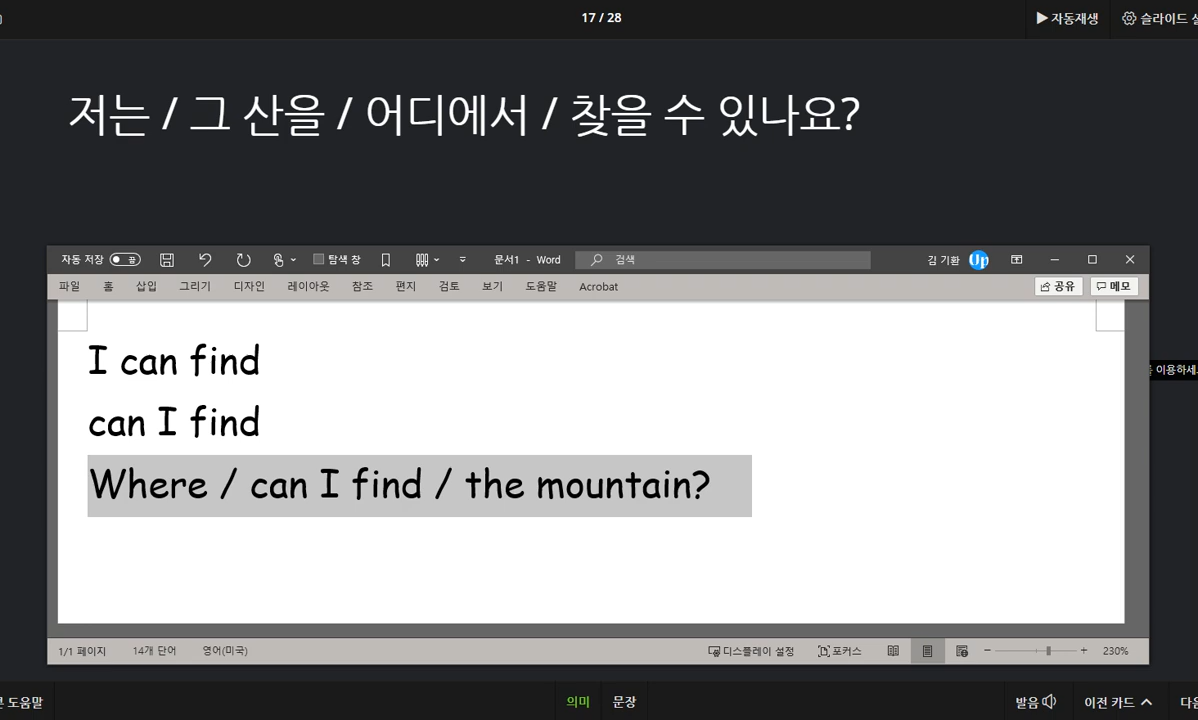 17 / 28
▶ 자동재생
슬라이드
저는 / 그 산을 / 어디에서 / 찾을 수 있나요?
자동 저장 끔
탐색 창
문서1 - Word
검색
김 기환
Up
파일 홈 삽입 그리기 디자인 레이아웃 참조 편지 검토 보기 도움말 Acrobat
공유 메모
I can find
can I find
Where / can I find / the mountain?
이용하세
1/1 페이지 14개 단어 영어(미국)
디스플레이 설정 포커스
230%
도움말
의미 문장
발음 이전 카드